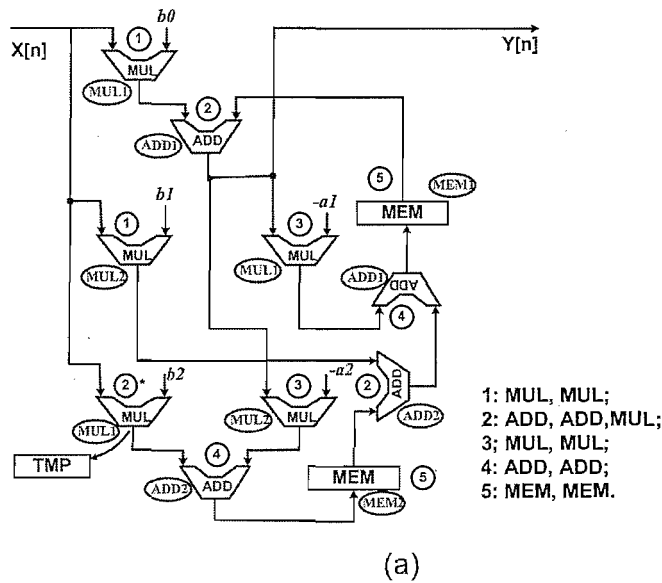 b0
X[n]
1
Y[n]
MUL
MUL1
2
ADD
ADD1
5
MEM1
MEM
b1
1
-a1
3
MUL
MUL2
MUL
MUL1
ADD1
ADD
4
b2
2*
-a2
3
2
ADD
MUL
MUL1
MUL
MUL2
ADD2
TMP
4
ADD
ADD2
MEM
5
MEM2
1: MUL, MUL;
2: ADD, ADD,MUL;
3; MUL, MUL;
4: ADD, ADD;
5: MEM, MEM.
(a)